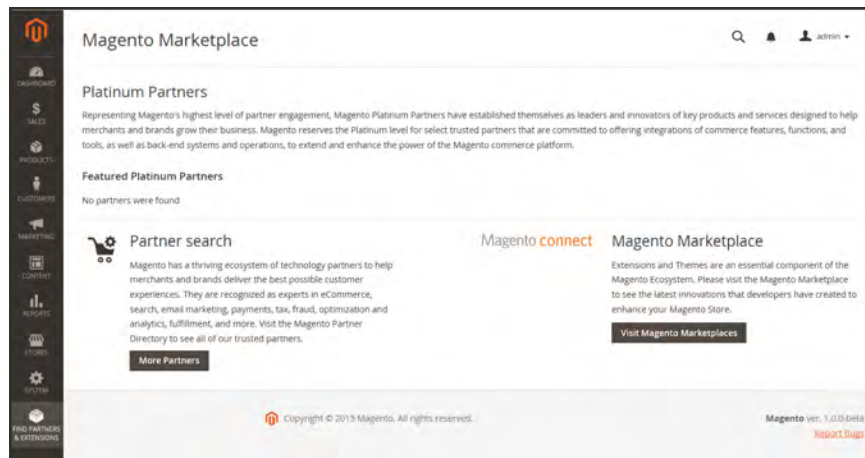 Magento Marketplace
admin
DASHBOARD
SALES
PRODUCTS
CUSTOMERS
MARKETING
CONTENT
REPORTS
STORES
SYSTEM
FIND PARTNERS
& EXTENSIONS
Platinum Partners
Representing Magento's highest level of partner engagement, Magento Platinum Partners have established themselves as leaders and innovators of key products and services designed to help
merchants and brands grow their business. Magento reserves the Platinum level for select trusted partners that are committed to offering integrations of commerce features, functions, and
tools, as well as back-end systems and operations, to extend and enhance the power of the Magento commerce platform.
Featured Platinum Partners
No partners were found
Partner search
Magento has a thriving ecosystem of technology partners to help
merchants and brands deliver the best possible customer
experiences. They are recognized as experts in eCommerce,
search, email marketing, payments, tax, fraud, optimization and
analytics, fulfillment, and more. Visit the Magento Partner
Directory to see all of our trusted partners.
More Partners
Magento connect
Magento Marketplace
Extensions and Themes are an essential component of the
Magento Ecosystem. Please visit the Magento Marketplace
to see the latest innovations that developers have created to
enhance your Magento Store.
Visit Magento Marketplaces
Copyright © 2015 Magento. All rights reserved.
Magento ver. 1.0.0-beta
Report Bugs